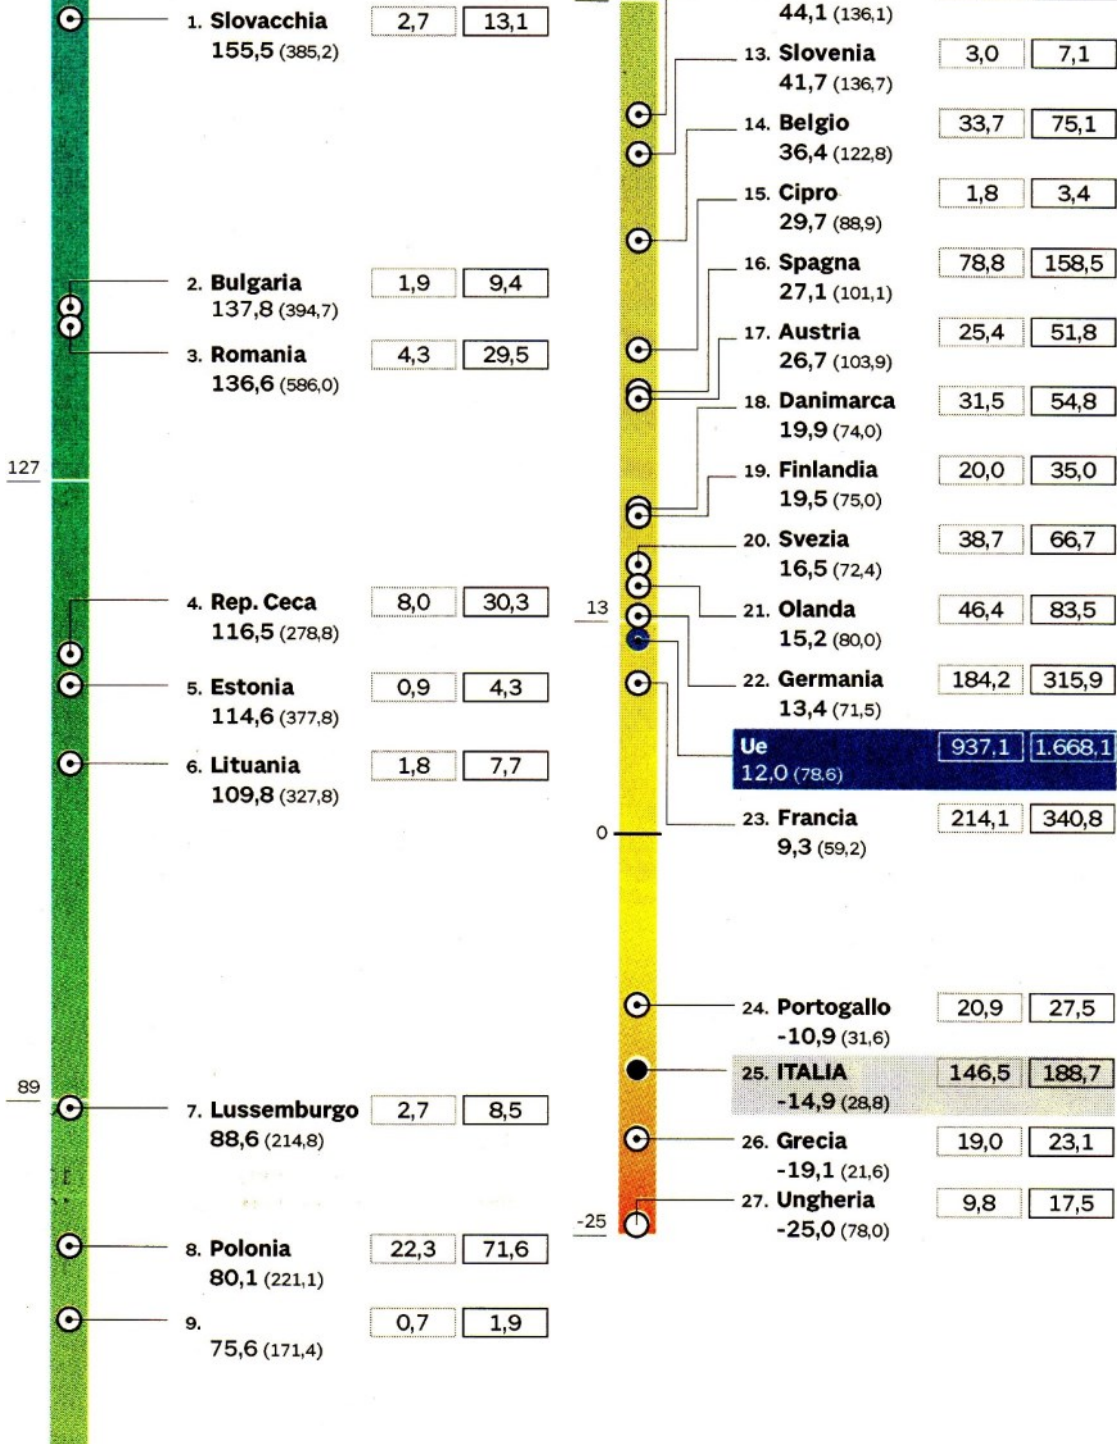 1. Slovacchia 2,7 13,1
155,5 (385,2)
2. Bulgaria 1,9 9,4
137,8 (394,7)
3. Romania 4,3 29,5
136,6 (586,0)
127
4. Rep. Ceca 8,0 30,3
116,5 (278,8)
5. Estonia 0,9 4,3
114,6 (377,8)
6. Lituania 1,8 7,7
109,8 (327,8)
89
7. Lussemburgo 2,7 8,5
88,6 (214,8)
8. Polonia 22,3 71,6
80,1 (221,1)
9. 0,7 1,9
75,6 (171,4)
44,1 (136,1)
13. Slovenia 3,0 7,1
41,7 (136,7)
14. Belgio 33,7 75,1
36,4 (122,8)
15. Cipro 1,8 3,4
29,7 (88,9)
16. Spagna 78,8 158,5
27,1 (101,1)
17. Austria 25,4 51,8
26,7 (103,9)
18. Danimarca 31,5 54,8
19,9 (74,0)
19. Finlandia 20,0 35,0
19,5 (75,0)
20. Svezia 38,7 66,7
16,5 (72,4)
13
21. Olanda 46,4 83,5
15,2 (80,0)
22. Germania 184,2 315,9
13,4 (71,5)
Ue 937,1 1.668,1
12,0 (78.6)
0
23. Francia 214,1 340,8
9,3 (59,2)
24. Portogallo 20,9 27,5
-10,9 (31,6)
25. ITALIA 146,5 188,7
-14,9 (28,8)
26. Grecia 19,0 23,1
-19,1 (21,6)
27. Ungheria 9,8 17,5
-25
-25,0 (78,0)